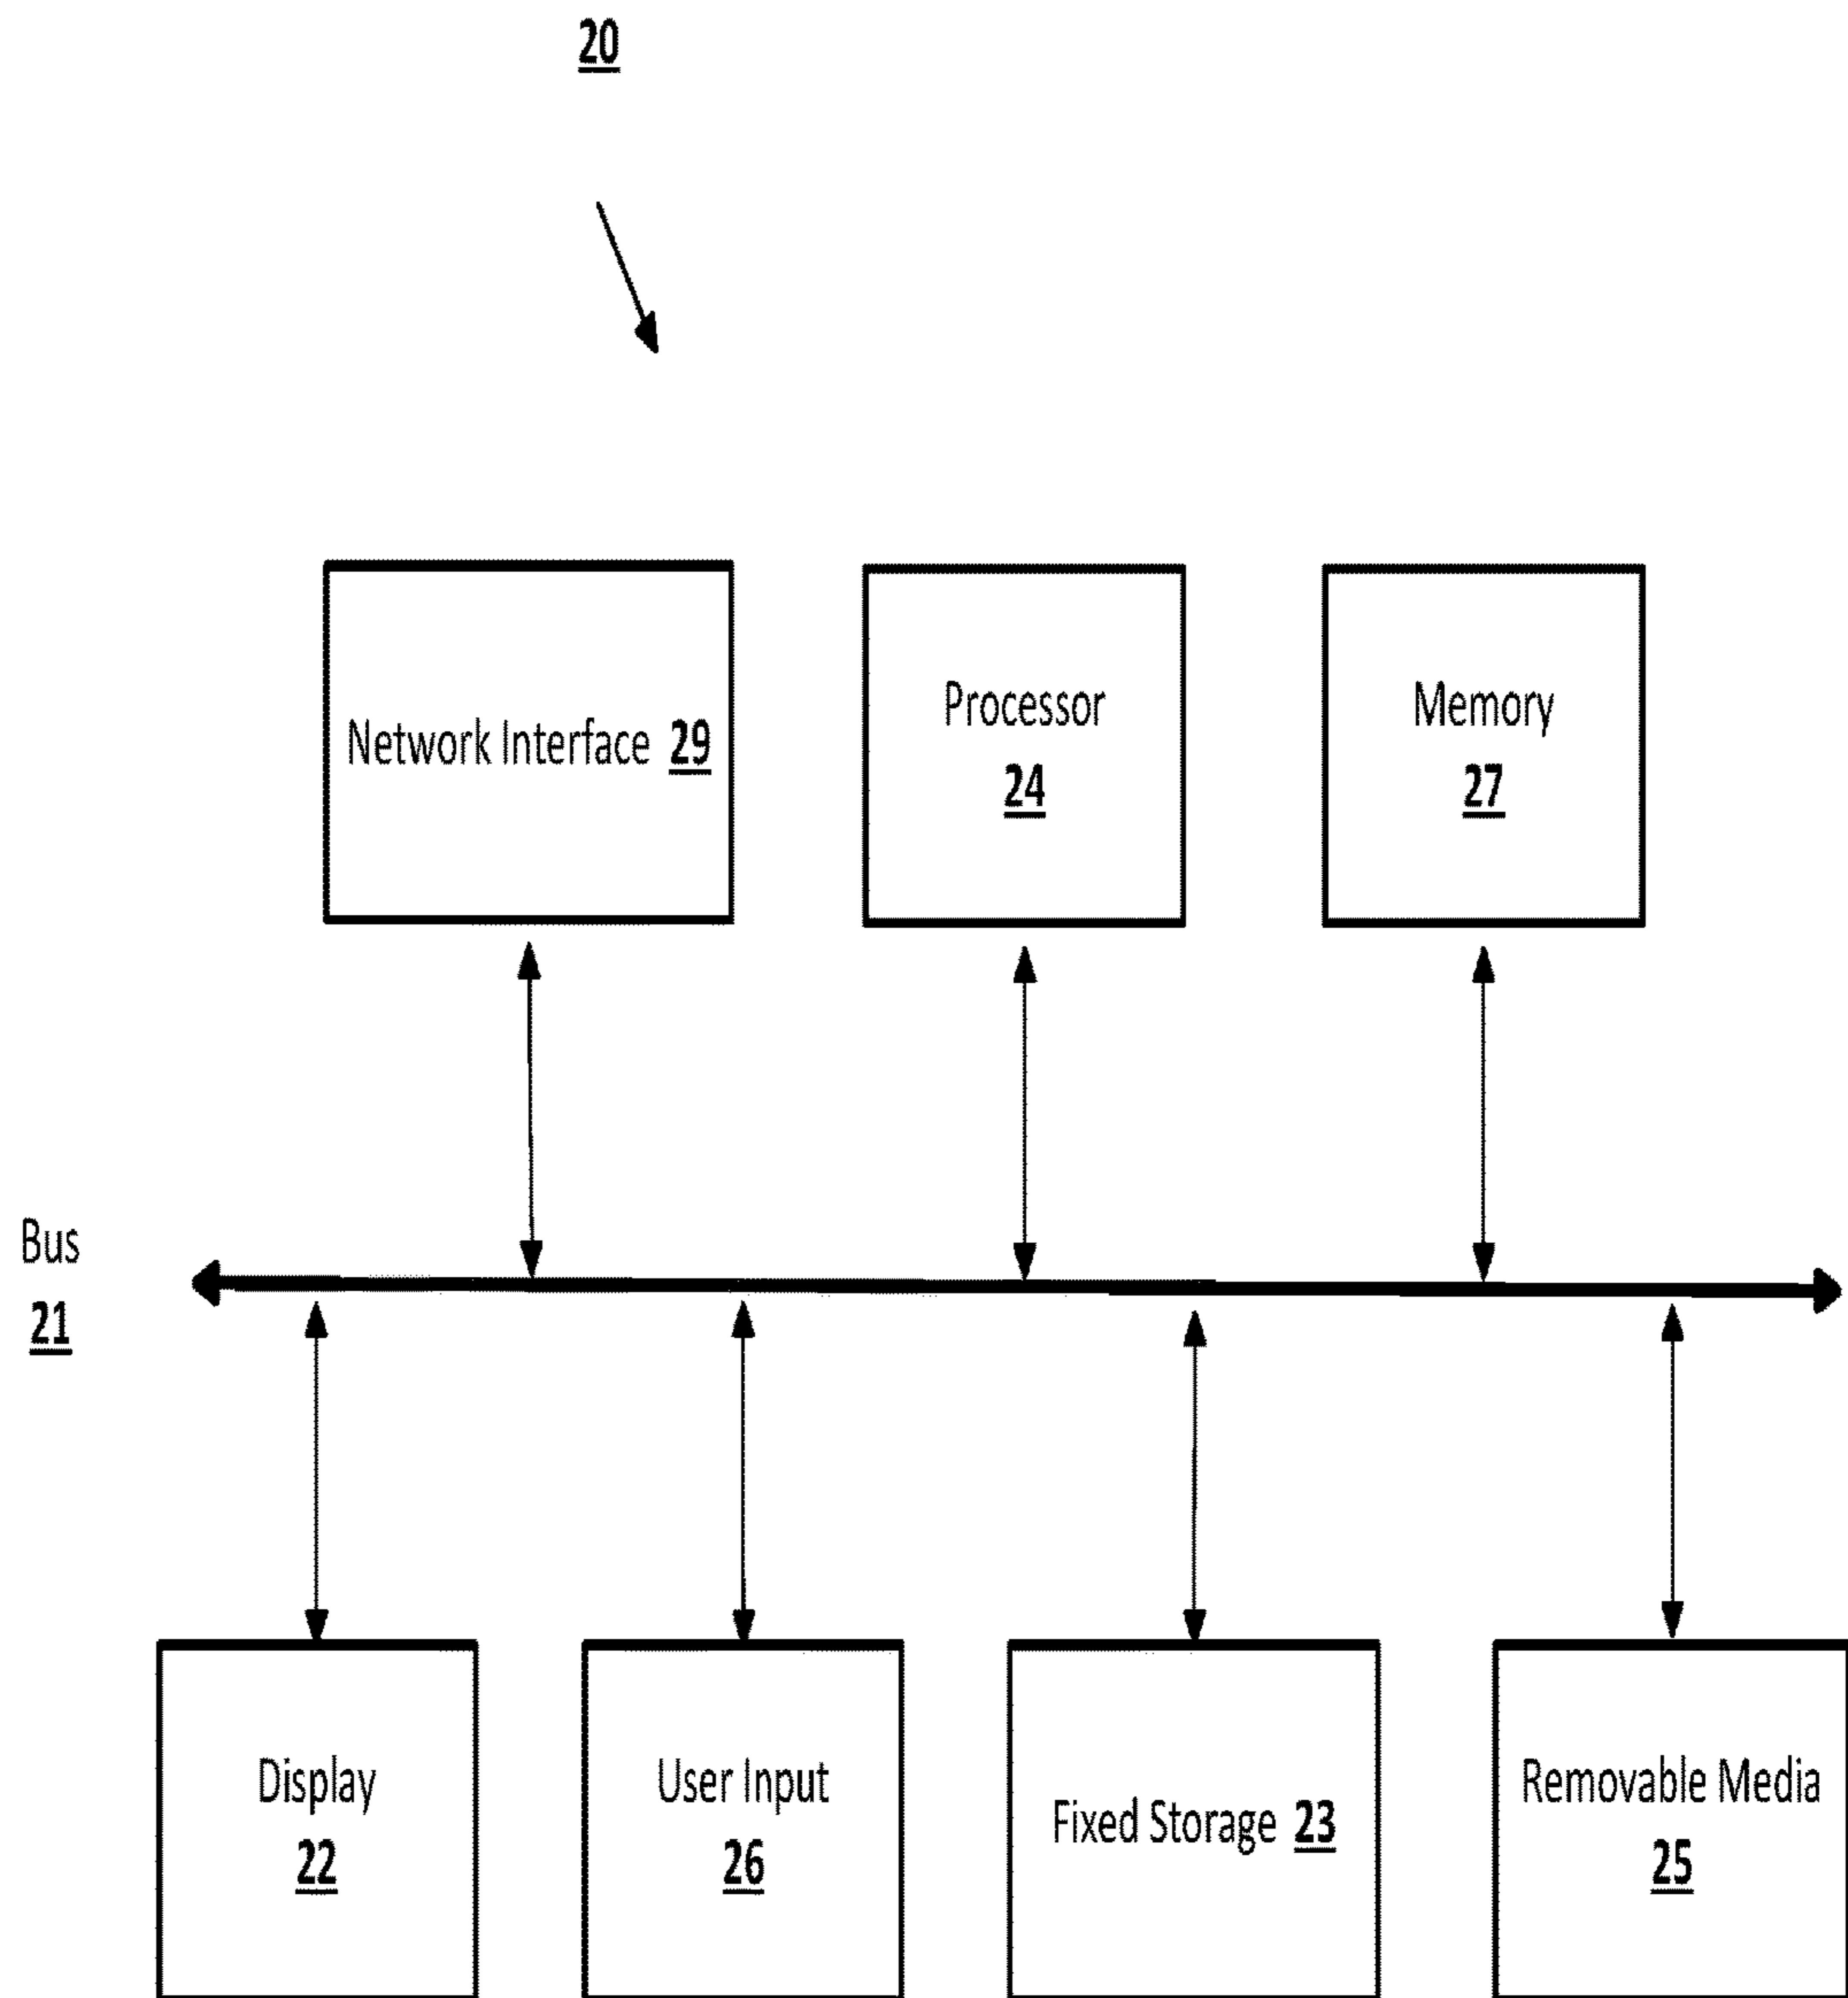 20
Network Interface 29
Processor
24
Memory
27
Bus
21
Display
22
User Input
26
Fixed Storage 23
Removable Media
25